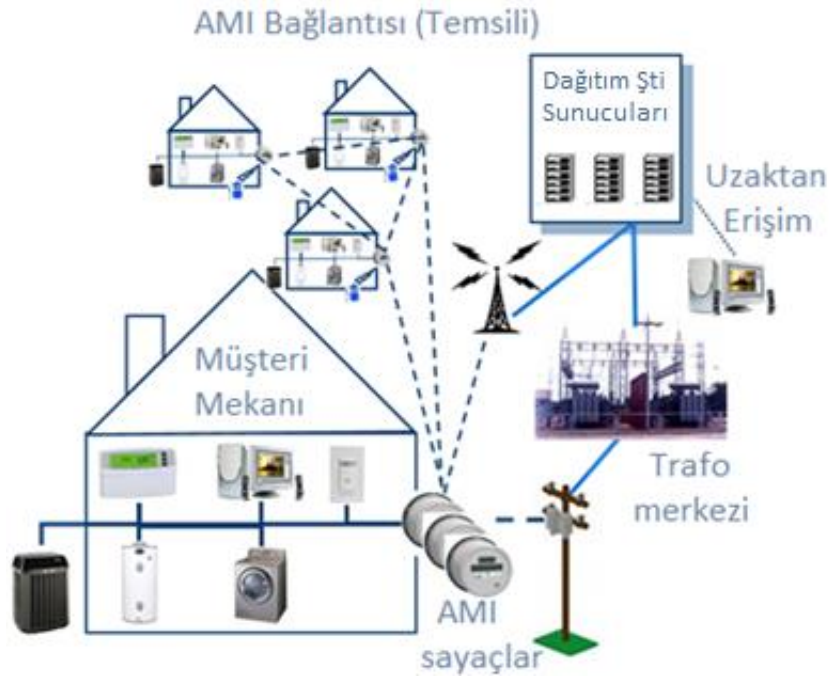 AMI Bağlantısı (Temsili)
Dağıtım Şti
Sunucuları
Uzaktan
Erişim
Müşteri
Mekanı
Trafo
merkezi
AMI
sayaçlar